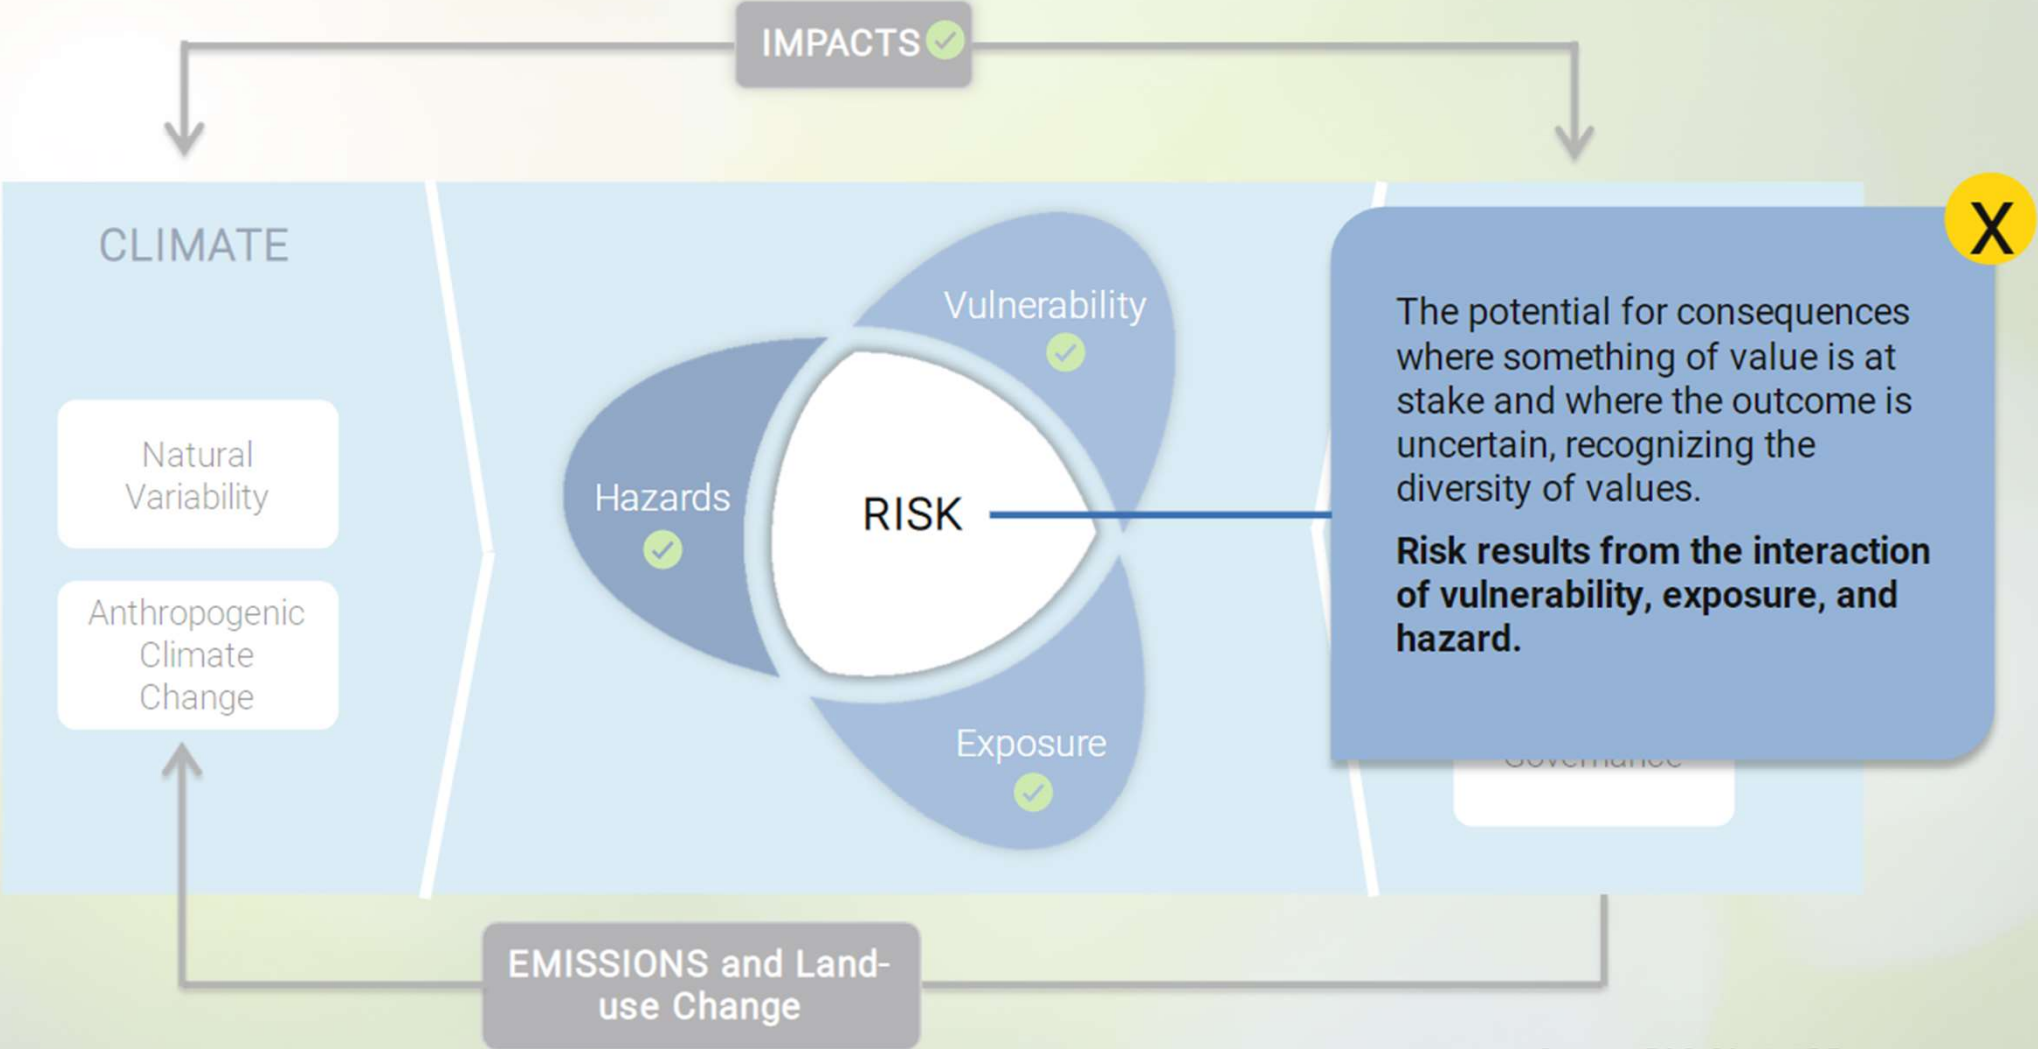 IMPACTS
CLIMATE
Natural
Variability
Anthropogenic
Climate
Change
Vulnerability
Hazards
RISK
Exposure
X
The potential for consequences
where something of value is at
stake and where the outcome is
uncertain, recognizing the
diversity of values.
Risk results from the interaction
of vulnerability, exposure, and
hazard.
Governance
EMISSIONS and Land-
use Change